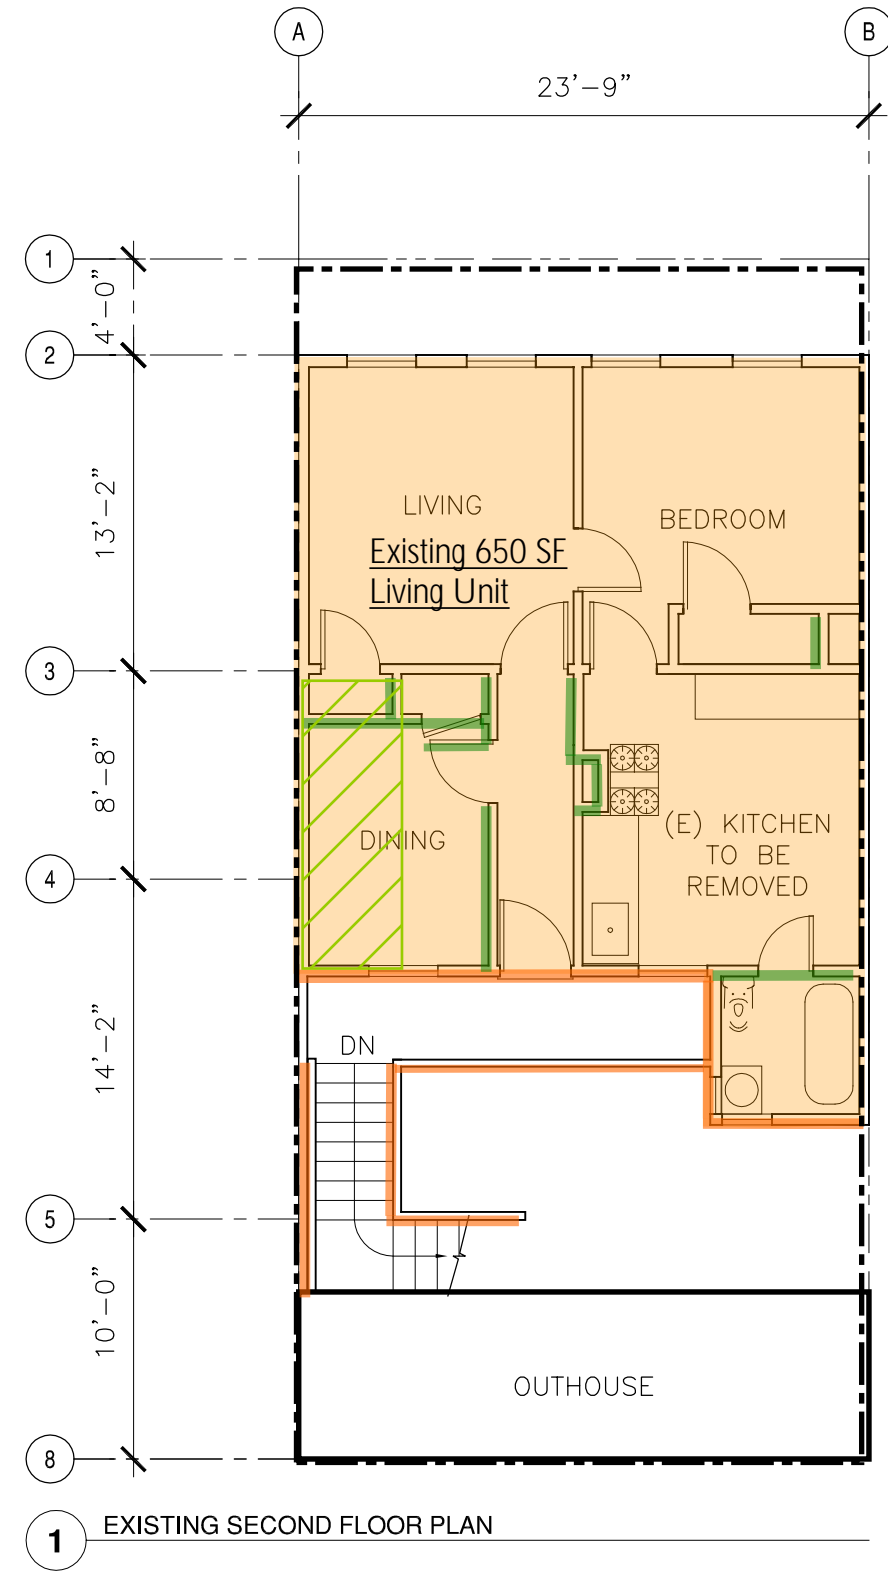 A
B
23'-9"
1
4'-0"
2
13'-2"
LIVING
BEDROOM
Existing 650 SF
Living Unit
3
8'-8"
DINING
(E) KITCHEN
TO BE
REMOVED
4
14'-2"
DN
5
10'-0"
OUTHOUSE
8
1 EXISTING SECOND FLOOR PLAN